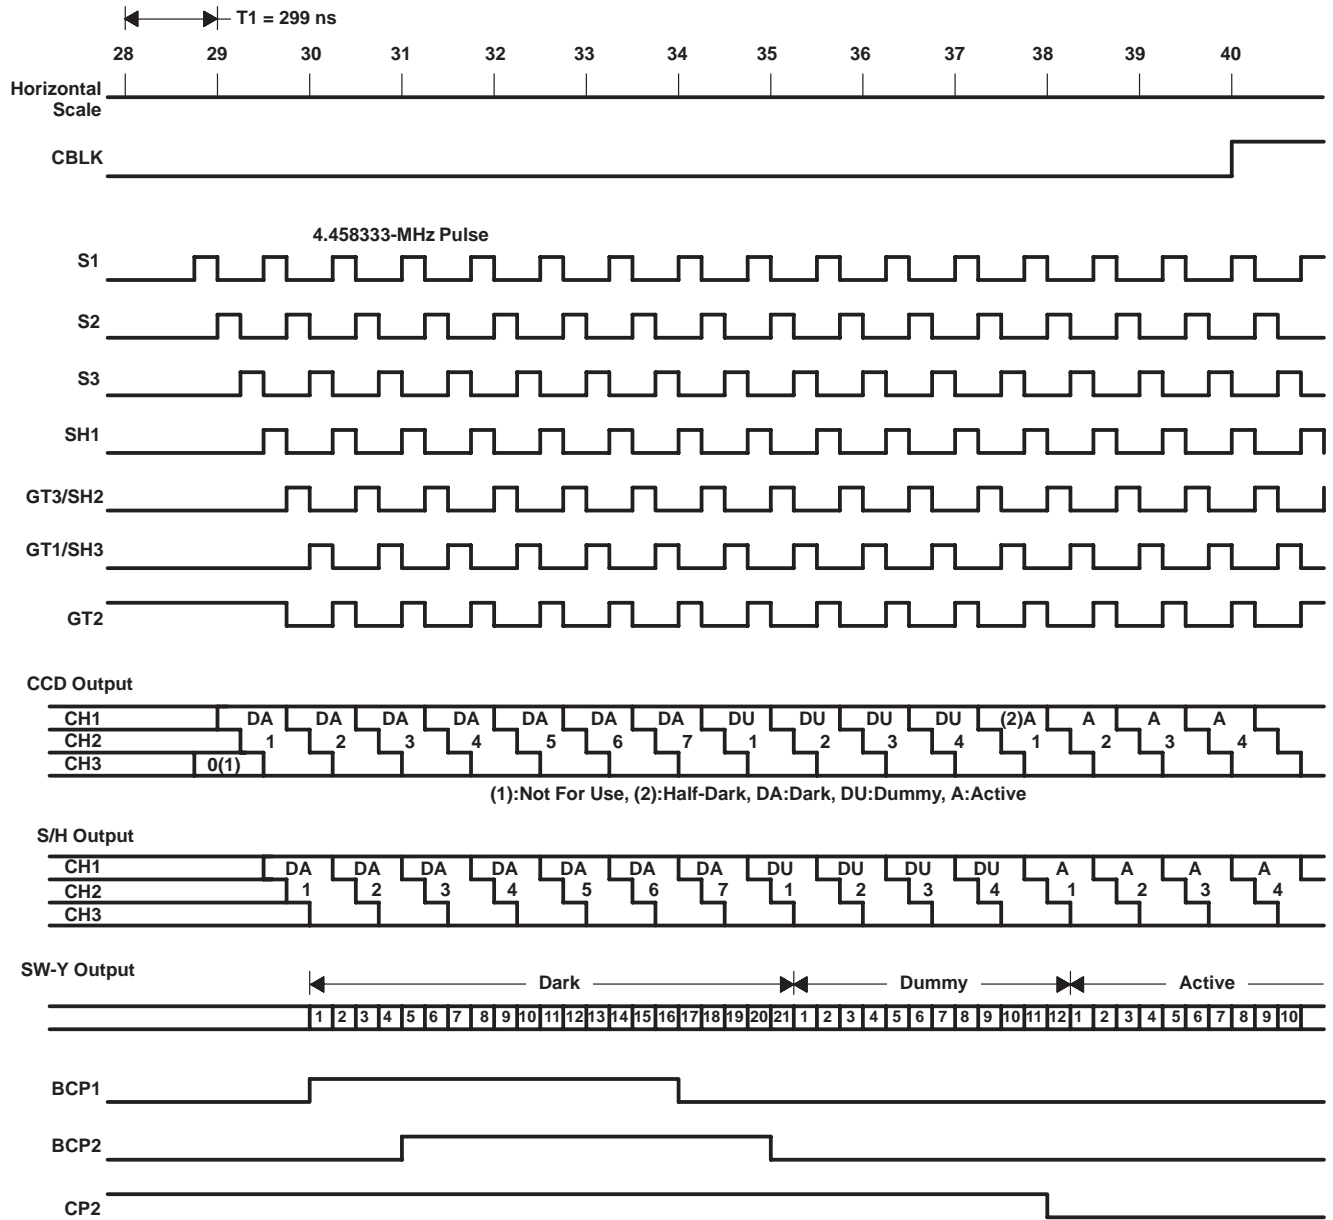 T1 = 299 ns
28 29 30 31 32 33 34 35 36 37 38 39 40
Horizontal
Scale
CBLK
4.458333-MHz Pulse
S1
S2
S3
SH1
GT3/SH2
GT1/SH3
GT2
CCD Output
CH1 DA DA DA DA DA DA DA DU DU DU DU (2)A A A A
CH2 1 2 3 4 5 6 7 1 2 3 4 1 2 3 4
CH3 0(1)
(1):Not For Use, (2):Half-Dark, DA:Dark, DU:Dummy, A:Active
S/H Output
CH1 DA DA DA DA DA DA DA DU DU DU DU A A A A
CH2 1 2 3 4 5 6 7 1 2 3 4 1 2 3 4
CH3
SW-Y Output
Dark Dummy Active
1 2 3 4 5 6 7 8 9 10 11 12 13 14 15 16 17 18 19 20 21 1 2 3 4 5 6 7 8 9 10 11 12 1 2 3 4 5 6 7 8 9 10
BCP1
BCP2
CP2